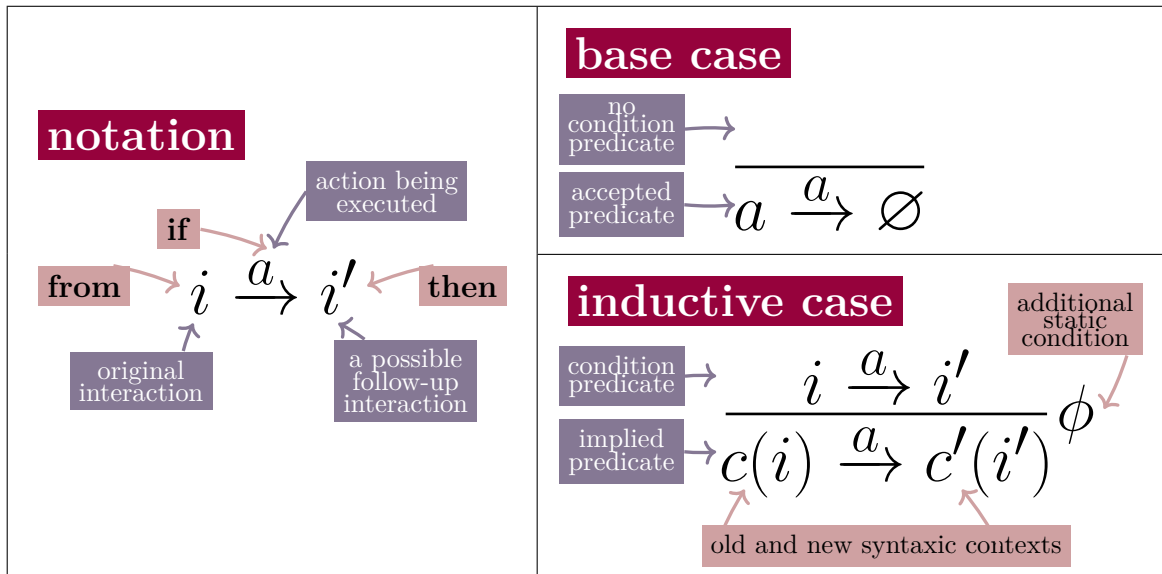 notation
action being
executed
if
from
i a→ i′
then
original
interaction
a possible
follow-up
interaction
base case
no
condition
predicate
accepted
predicate
a a→ ∅
inductive case
additional
static
condition
condition
predicate
i a→ i′
ϕ
implied
predicate
c(i) a→ c′(i′)
old and new syntaxic contexts